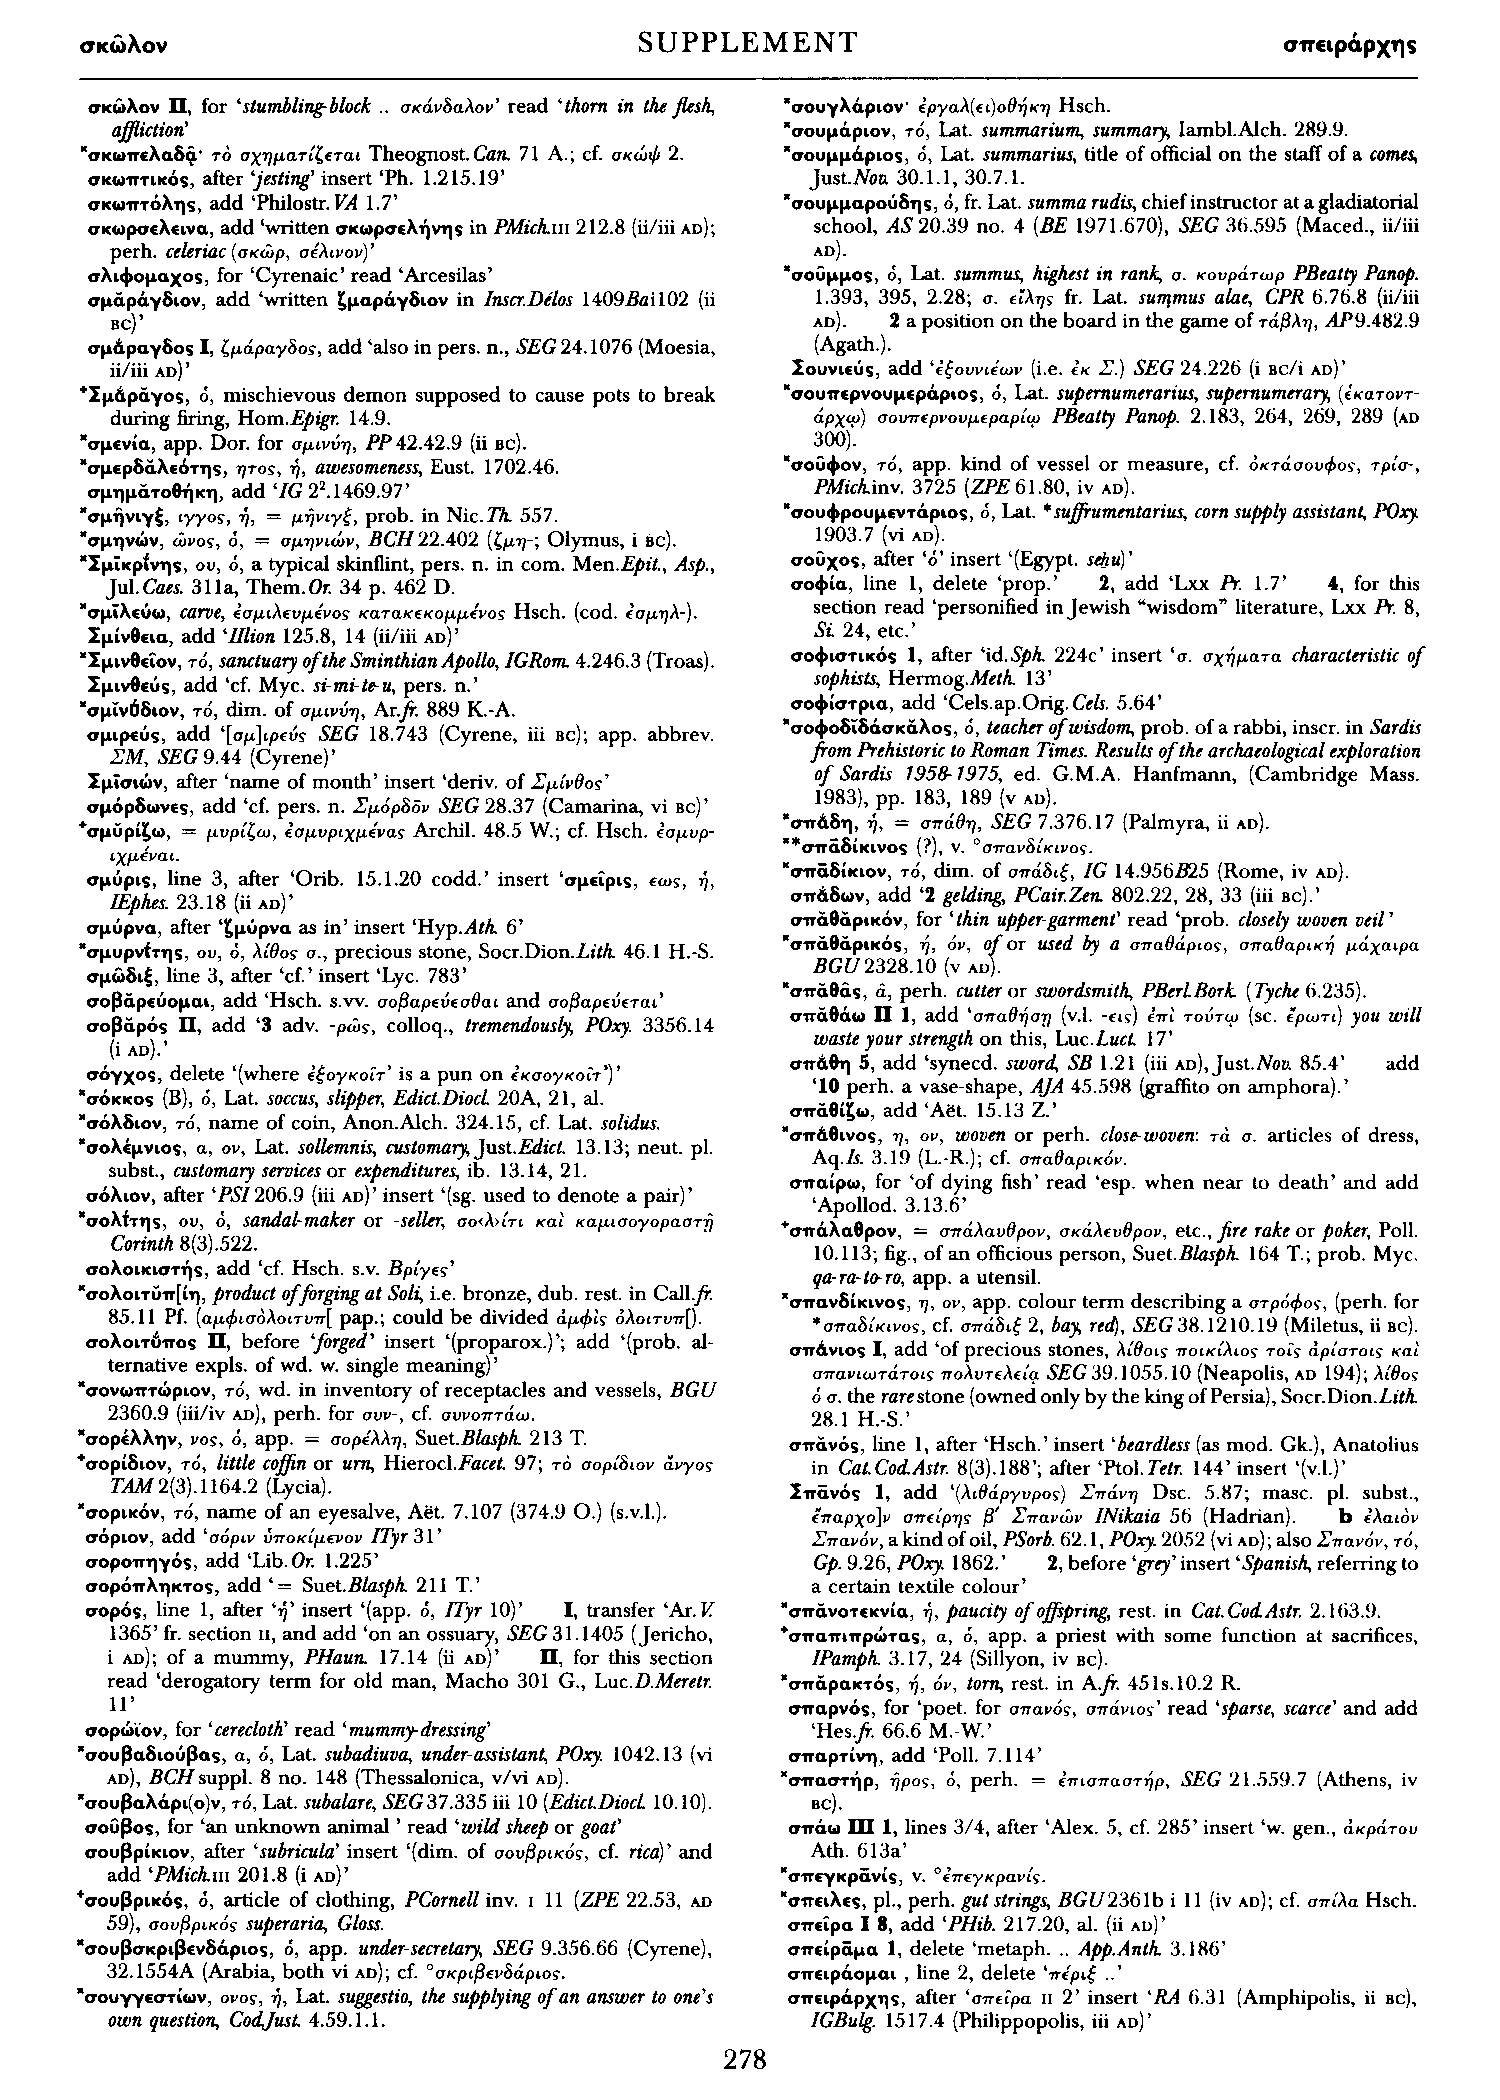 σκῶλον SUPPLEMENT σπειράρχης
σκῶλον II, for ‘stumbling-block .. σκάνδαλον’ read ‘thorn in the flesh,
affliction’
*σκωπελαδᾷ· τὸ σχηματίζεται Theognost.Can. 71 A.; cf. σκώψ 2.
σκωπτικός, after ‘jesting’ insert ‘Ph. 1.215.19’
σκωπτόλης, add ‘Philostr.VA 1.7’
σκωρσελεινα, add ‘written σκωρσελήνης in PMich.III 212.8 (ii/iii AD);
perh. celeriac (σκῶρ, σέλινον)’
σλιφομαχος, for ‘Cyrenaic’ read ‘Arcesilas’
σμᾰράγδιον, add ‘written ζμαράγδιον in Inscr.Délos 1409Bai102 (ii
BC)’
σμάραγδος I, ζμάραγδος, add ‘also in pers. n., SEG 24.1076 (Moesia,
ii/iii AD)’
⁺Σμάρᾰγος, ὁ, mischievous demon supposed to cause pots to break
during firing, Hom.Epigr. 14.9.
*σμενία, app. Dor. for σμινύη, PP 42.42.9 (ii BC).
*σμερδᾰλεότης, ητος, ἡ, awesomeness, Eust. 1702.46.
σμημᾰτοθήκη, add ‘IG 2².1469.97’
*σμῆνιγξ, ιγγος, ἡ, = μῆνιγξ, prob. in Nic.Th. 557.
*σμηνών, ῶνος, ὁ, = σμηνιών, BCH 22.402 (ζμη-; Olymus, i BC).
*Σμῑκρίνης, ου, ὁ, a typical skinflint, pers. n. in com. Men.Epit., Asp.,
Jul.Caes. 311a, Them.Or. 34 p. 462 D.
*σμῑλεύω, carve, ἐσμιλευμένος κατακεκομμένος Hsch. (cod. ἐσμηλ-).
Σμίνθεια, add ‘IIlion 125.8, 14 (ii/iii AD)’
*Σμινθεῖον, τό, sanctuary of the Sminthian Apollo, IGRom. 4.246.3 (Troas).
Σμινθεύς, add ‘cf. Myc. si-mi-te-u, pers. n.’
*σμῐνύδιον, τό, dim. of σμινύη, Ar.fr. 889 K.-A.
σμιρεύς, add ‘[σμ]ιρεύς SEG 18.743 (Cyrene, iii BC); app. abbrev.
ΣΜ, SEG 9.44 (Cyrene)’
Σμῑσιών, after ‘name of month’ insert ‘deriv. of Σμίνθος’
σμόρδωνες, add ‘cf. pers. n. Σμόρδōν SEG 28.37 (Camarina, vi BC)’
⁺σμῠρίζω, = μυρίζω, ἐσμυριχμένας Archil. 48.5 W.; cf. Hsch. ἐσμυρ-
ιχμέναι.
σμύρις, line 3, after ‘Orib. 15.1.20 codd.’ insert ‘σμεῖρις, εως, ἡ,
IEphes. 23.18 (ii AD)’
σμύρνα, after ‘ζμύρνα as in’ insert ‘Hyp.Ath. 6’
*σμυρνίτης, ου, ὁ, λίθος σ., precious stone, Socr.Dion.Lith. 46.1 H.-S.
σμῶδιξ, line 3, after ‘cf.’ insert ‘Lyc. 783’
σοβᾰρεύομαι, add ‘Hsch. s.vv. σοβαρεύεσθαι and σοβαρεύεται’
σοβᾰρός II, add ‘3 adv. -ρῶς, colloq., tremendously, POxy. 3356.14
(i AD).’
σόγχος, delete ‘(where ἐξογκοῖτ’ is a pun on ἐκσογκοῖτ’)’
*σόκκος (B), ὁ, Lat. soccus, slipper, Edict.Diocl. 20A, 21, al.
*σόλδιον, τό, name of coin, Anon.Alch. 324.15, cf. Lat. solidus.
*σολέμνιος, α, ον, Lat. sollemnis, customary, Just.Edict. 13.13; neut. pl.
subst., customary services or expenditures, ib. 13.14, 21.
σόλιον, after ‘PSI 206.9 (iii AD)’ insert ‘(sg. used to denote a pair)’
*σολίτης, ου, ὁ, sandal-maker or -seller, σο‹λ›ίτι καὶ καμισογοραστῇ
Corinth 8(3).522.
σολοικιστής, add ‘cf. Hsch. s.v. Βρίγες’
*σολοιτῠπ[ίη, product of forging at Soli, i.e. bronze, dub. rest. in Call.fr.
85.11 Pf. (αμφισὸλοιτυπ[ pap.; could be divided ἀμφὶς ὀλοιτυπ[).
σολοιτύπος II, before ‘forged’ insert ‘(proparox.)’; add ‘(prob. al-
ternative expls. of wd. w. single meaning)’
*σονωπτώριον, τό, wd. in inventory of receptacles and vessels, BGU
2360.9 (iii/iv AD), perh. for συν-, cf. συνοπτάω.
*σορέλλην, νος, ὁ, app. = σορέλλη, Suet.Blasph. 213 T.
⁺σορίδιον, τό, little coffin or urn, Hierocl.Facet. 97; τὸ σορίδιον ἄνγος
TAM 2(3).1164.2 (Lycia).
*σορικόν, τό, name of an eyesalve, Aët. 7.107 (374.9 O.) (s.v.l.).
σόριον, add ‘σόριν ὑποκίμενον ITyr 31’
σοροπηγός, add ‘Lib.Or. 1.225’
σορόπληκτος, add ‘= Suet.Blasph. 211 T.’
σορός, line 1, after ‘ἡ’ insert ‘(app. ὁ, ITyr 10)’ I, transfer ‘Ar.V.
1365’ fr. section II, and add ‘on an ossuary, SEG 31.1405 (Jericho,
i AD); of a mummy, PHaun. 17.14 (ii AD)’ II, for this section
read ‘derogatory term for old man, Macho 301 G., Luc.D.Meretr.
11’
σορώϊον, for ‘cerecloth’ read ‘mummy-dressing’
*σουβαδιούβας, α, ὁ, Lat. subadiuva, under-assistant, POxy. 1042.13 (vi
AD), BCH suppl. 8 no. 148 (Thessalonica, v/vi AD).
*σουβαλάρι(ο)ν, τό, Lat. subalare, SEG 37.335 iii 10 (Edict.Diocl. 10.10).
σοῦβος, for ‘an unknown animal’ read ‘wild sheep or goat’
σουβρίκιον, after ‘subricula’ insert ‘(dim. of σουβρικός, cf. rica)’ and
add ‘PMich.III 201.8 (i AD)’
⁺σουβρικός, ὁ, article of clothing, PCornell inv. I 11 (ZPE 22.53, AD
59), σουβρικός superaria, Gloss.
*σουβσκριβενδάριος, ὁ, app. under-secretary, SEG 9.356.66 (Cyrene),
32.1554A (Arabia, both vi AD); cf. °σκριβενδάριος.
*σουγγεστίων, ονος, ἡ, Lat. suggestio, the supplying of an answer to one’s
own question, Cod.Just. 4.59.1.1.
*σουγλάριον· ἐργαλ(ει)οθήκη Hsch.
*σουμάριον, τό, Lat. summarium, summary, Iambl.Alch. 289.9.
*σουμμάριος, ὁ, Lat. summarius, title of official on the staff of a comes,
Just.Nov. 30.1.1, 30.7.1.
*σουμμαρούδης, ὁ, fr. Lat. summa rudis, chief instructor at a gladiatorial
school, AS 20.39 no. 4 (BE 1971.670), SEG 36.595 (Maced., ii/iii
AD).
*σοῦμμος, ὁ, Lat. summus, highest in rank, σ. κουράτωρ PBeatty Panop.
1.393, 395, 2.28; σ. εἴλης fr. Lat. summus alae, CPR 6.76.8 (ii/iii
AD). 2 a position on the board in the game of τάβλη, AP 9.482.9
(Agath.).
Σουνιεύς, add ‘ἐξουνιέων (i.e. ἐκ Σ.) SEG 24.226 (i BC/i AD)’
*σουπερνουμεράριος, ὁ, Lat. supernumerarius, supernumerary, (ἑκατοντ-
άρχῳ) σουπερνουμεραρίῳ PBeatty Panop. 2.183, 264, 269, 289 (AD
300).
*σοῦφον, τό, app. kind of vessel or measure, cf. ὀκτάσουφος, τρίσ-,
PMich.inv. 3725 (ZPE 61.80, iv AD).
*σουφρουμεντάριος, ὁ, Lat. *suffrumentarius, corn supply assistant, POxy.
1903.7 (vi AD).
σοῦχος, after ‘ὁ’ insert ‘(Egypt. sḥu)’
σοφία, line 1, delete ‘prop.’ 2, add ‘Lxx Pr. 1.7’ 4, for this
section read ‘personified in Jewish “wisdom” literature, Lxx Pr. 8,
Si. 24, etc.’
σοφιστικός 1, after ‘id.Sph. 224c’ insert ‘σ. σχήματα characteristic of
sophists, Hermog.Meth. 13’
σοφίστρια, add ‘Cels.ap.Orig.Cels. 5.64’
*σοφοδῐδάσκᾰλος, ὁ, teacher of wisdom, prob. of a rabbi, inscr. in Sardis
from Prehistoric to Roman Times. Results of the archaeological exploration
of Sardis 1958-1975, ed. G.M.A. Hanfmann, (Cambridge Mass.
1983), pp. 183, 189 (v AD).
*σπάδη, ἡ, = σπάθη, SEG 7.376.17 (Palmyra, ii AD).
**σπᾱδίκινος (?), v. °σπανδίκινος.
*σπᾱδίκιον, τό, dim. of σπάδιξ, IG 14.956B25 (Rome, iv AD).
σπάδων, add ‘2 gelding, PCair.Zen. 802.22, 28, 33 (iii BC).’
σπᾰθᾰρικόν, for ‘thin upper-garment’ read ‘prob. closely woven veil’
*σπᾰθᾰρικός, ή, όν, of or used by a σπαθάριος, σπαθαρική μάχαιρα
BGU 2328.10 (v AD).
*σπᾰθᾶς, ᾶ, perh. cutter or swordsmith, PBerl.Bork. (Tyche 6.235).
σπᾰθάω II 1, add ‘σπαθήσῃ (v.l. -εις) ἐπὶ τούτῳ (sc. ἔρωτι) you will
waste your strength on this, Luc.Luct. 17’
σπάθη 5, add ‘synecd. sword, SB 1.21 (iii AD), Just.Nov. 85.4’ add
‘10 perh. a vase-shape, AJA 45.598 (graffito on amphora).’
σπᾰθίζω, add ‘Aët. 15.13 Z.’
*σπάθινος, η, ον, woven or perh. close-woven: τὰ σ. articles of dress,
Aq.Is. 3.19 (L.-R.); cf. σπαθαρικόν.
σπαίρω, for ‘of dying fish’ read ‘esp. when near to death’ and add
‘Apollod. 3.13.6’
⁺σπάλαθρον, = σπάλαυθρον, σκάλευθρον, etc., fire rake or poker, Poll.
10.113; fig., of an officious person, Suet.Blasph. 164 T.; prob. Myc.
qa-ra-to-ro, app. a utensil.
*σπανδίκινος, η, ον, app. colour term describing a στρόφος, (perh. for
*σπαδίκινος, cf. σπάδιξ 2, bay, red), SEG 38.1210.19 (Miletus, ii BC).
σπάνιος I, add ‘of precious stones, λίθοις ποικίλιος τοῖς ἀρίστοις καὶ
σπανιωτάτοις πολυτελείᾳ SEG 39.1055.10 (Neapolis, AD 194); λίθος
ὁ σ. the rare stone (owned only by the king of Persia), Socr.Dion.Lith.
28.1 H.-S.’
σπᾰνός, line 1, after ‘Hsch.’ insert ‘beardless (as mod. Gk.), Anatolius
in Cat.Cod.Astr. 8(3).188’; after ‘Ptol.Tetr. 144’ insert ‘(v.l.)’
Σπᾱνός 1, add ‘(λιθάργυρος) Σπάνη Dsc. 5.87; masc. pl. subst.,
ἔπαρχο]ν σπείρης β′ Σπανῶν INikaia 56 (Hadrian). b ἐλαιὸν
Σπανόν, a kind of oil, PSorb. 62.1, POxy. 2052 (vi AD); also Σπανόν, τό,
Gp. 9.26, POxy. 1862.’ 2, before ‘grey’ insert ‘Spanish, referring to
a certain textile colour’
*σπᾰνοτεκνία, ἡ, paucity of offspring, rest. in Cat.Cod.Astr. 2.163.9.
⁺σπαπιπρώτας, α, ὁ, app. a priest with some function at sacrifices,
IPamph. 3.17, 24 (Sillyon, iv BC).
*σπᾰρακτός, ή, όν, torn, rest. in A.fr. 451s.10.2 R.
σπαρνός, for ‘poet. for σπανός, σπάνιος’ read ‘sparse, scarce’ and add
‘Hes.fr. 66.6 M.-W.’
σπαρτίνη, add ‘Poll. 7.114’
*σπαστήρ, ῆρος, ὁ, perh. = ἐπισπαστήρ, SEG 21.559.7 (Athens, iv
BC).
σπάω III 1, lines 3/4, after ‘Alex. 5, cf. 285’ insert ‘w. gen., ἀκράτου
Ath. 613a’
*σπεγκρᾱνίς, v. °ἐπεγκρανίς.
*σπειλες, pl., perh. gut strings, BGU 2361b i 11 (iv AD); cf. σπίλα Hsch.
σπεῖρα I 8, add ‘PHib. 217.20, al. (ii AD)’
σπείρᾱμα 1, delete ‘metaph. .. App.Anth. 3.186’
σπειράομαι , line 2, delete ‘πέριξ ..’
σπειράρχης, after ‘σπεῖρα II 2’ insert ‘RA 6.31 (Amphipolis, ii BC),
IGBulg. 1517.4 (Philippopolis, iii AD)’
278